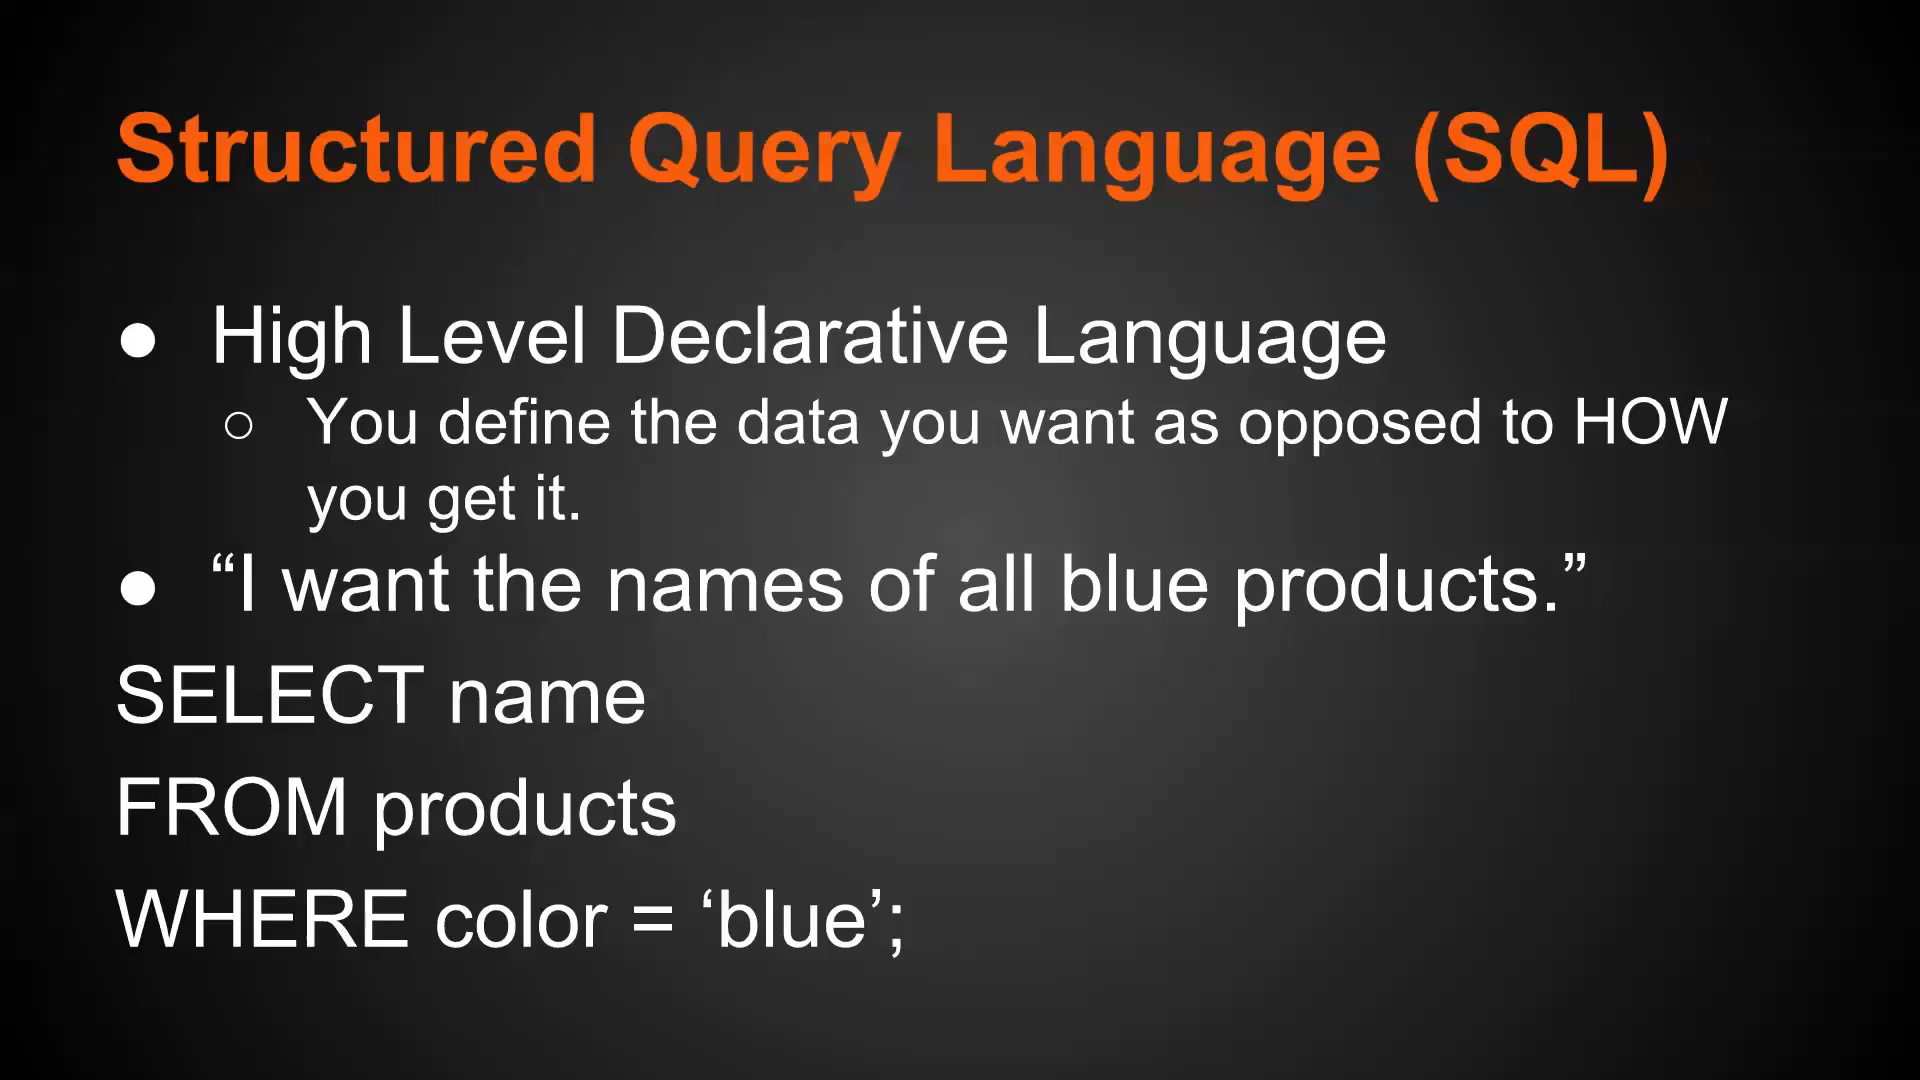 Structured Query Language (SQL)
● High Level Declarative Language
○ You define the data you want as opposed to HOW
you get it.
● “I want the names of all blue products.”
SELECT name
FROM products
WHERE color = ‘blue’;